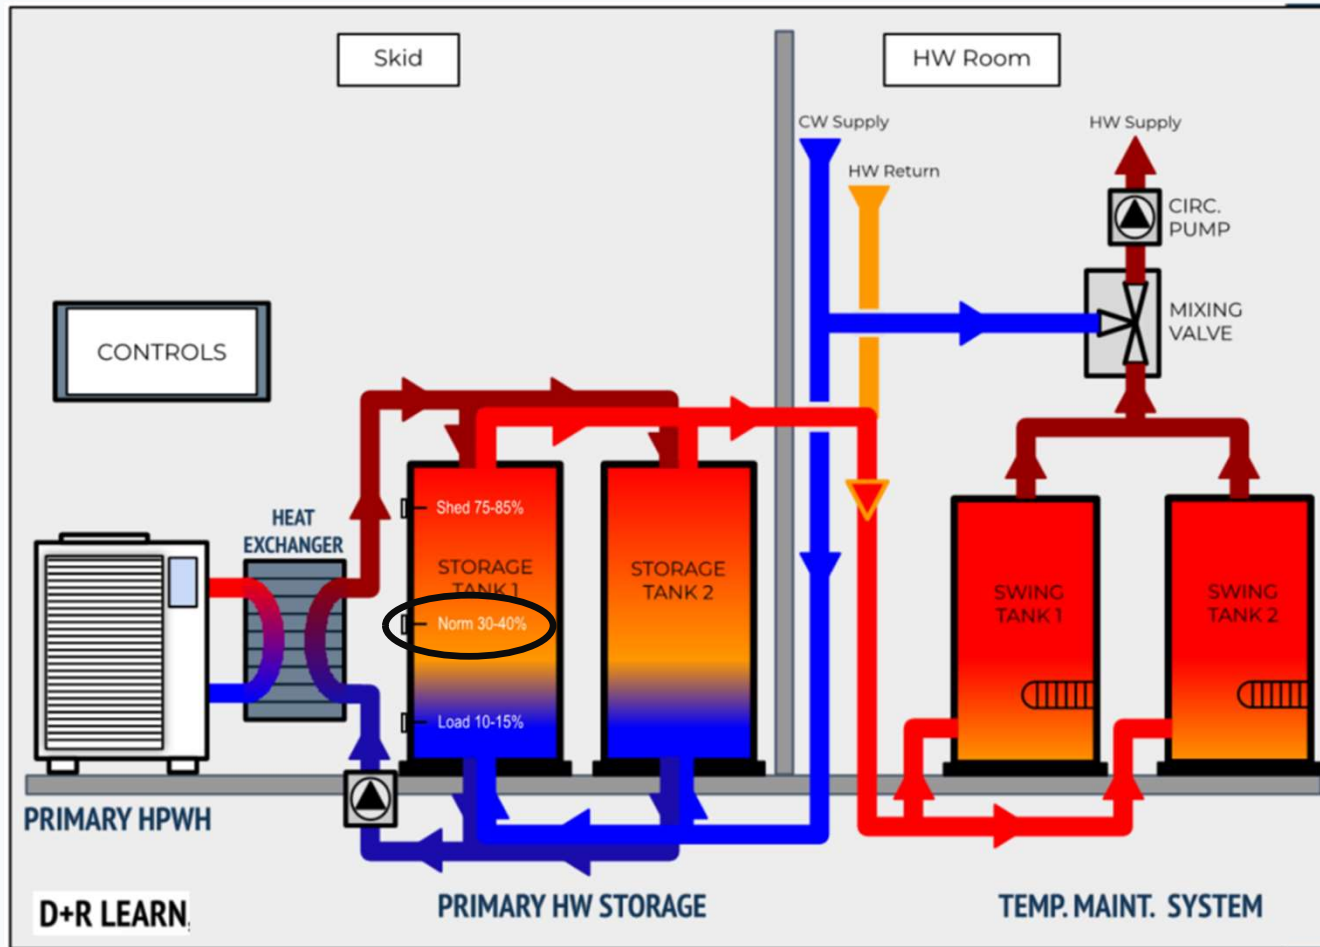 Skid
HW Room
CW Supply
HW Supply
HW Return
CIRC.
PUMP
MIXING
VALVE
CONTROLS
HEAT
EXCHANGER
Shed 75-85%
STORAGE
TANK 1
Norm 30-40%
Load 10-15%
STORAGE
TANK 2
SWING
TANK 1
SWING
TANK 2
PRIMARY HPWH
PRIMARY HW STORAGE
TEMP. MAINT. SYSTEM
D+R LEARN